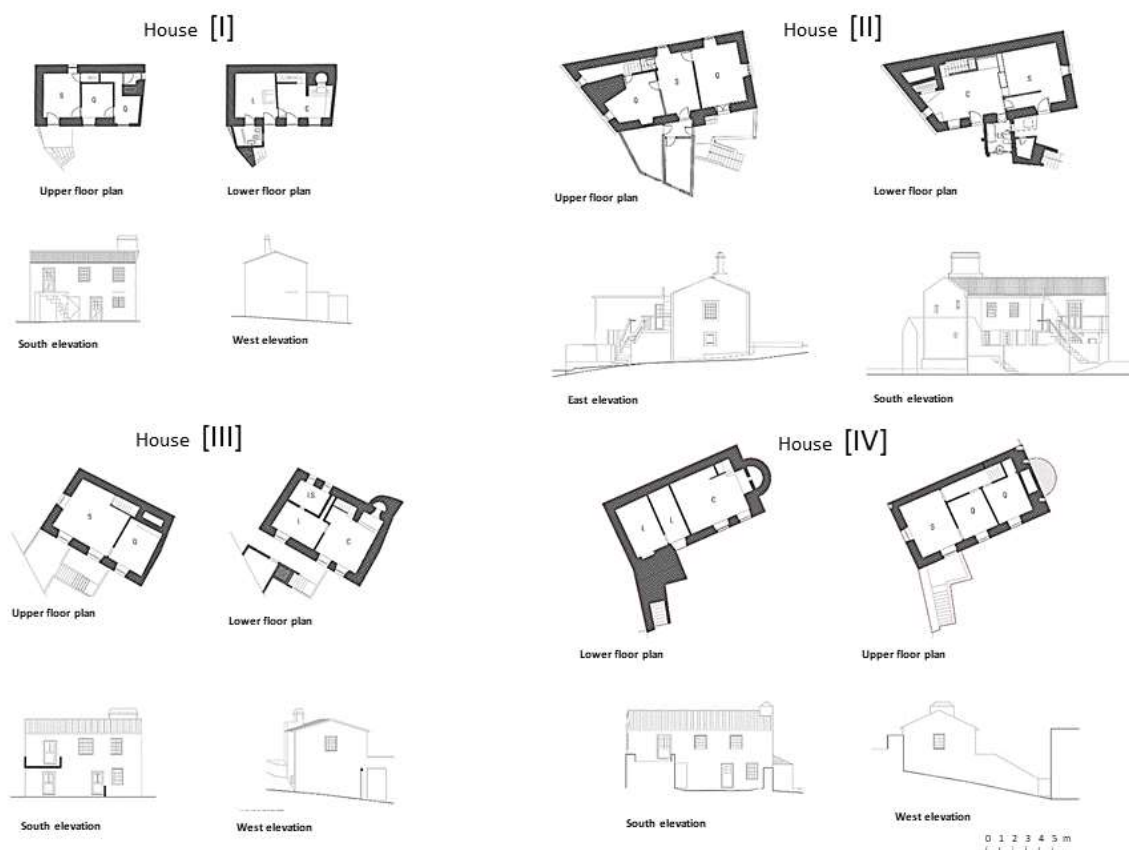 House [I]
S
Q
Q
L
C
Upper floor plan
Lower floor plan
South elevation
West elevation
House [II]
Q
S
Q
C
S
Upper floor plan
Lower floor plan
East elevation
South elevation
House [III]
S
Q
I.S.
L
C
Upper floor plan
Lower floor plan
South elevation
West elevation
House [IV]
L
C
S
Q
Q
Lower floor plan
Upper floor plan
South elevation
West elevation
0 1 2 3 4 5 m